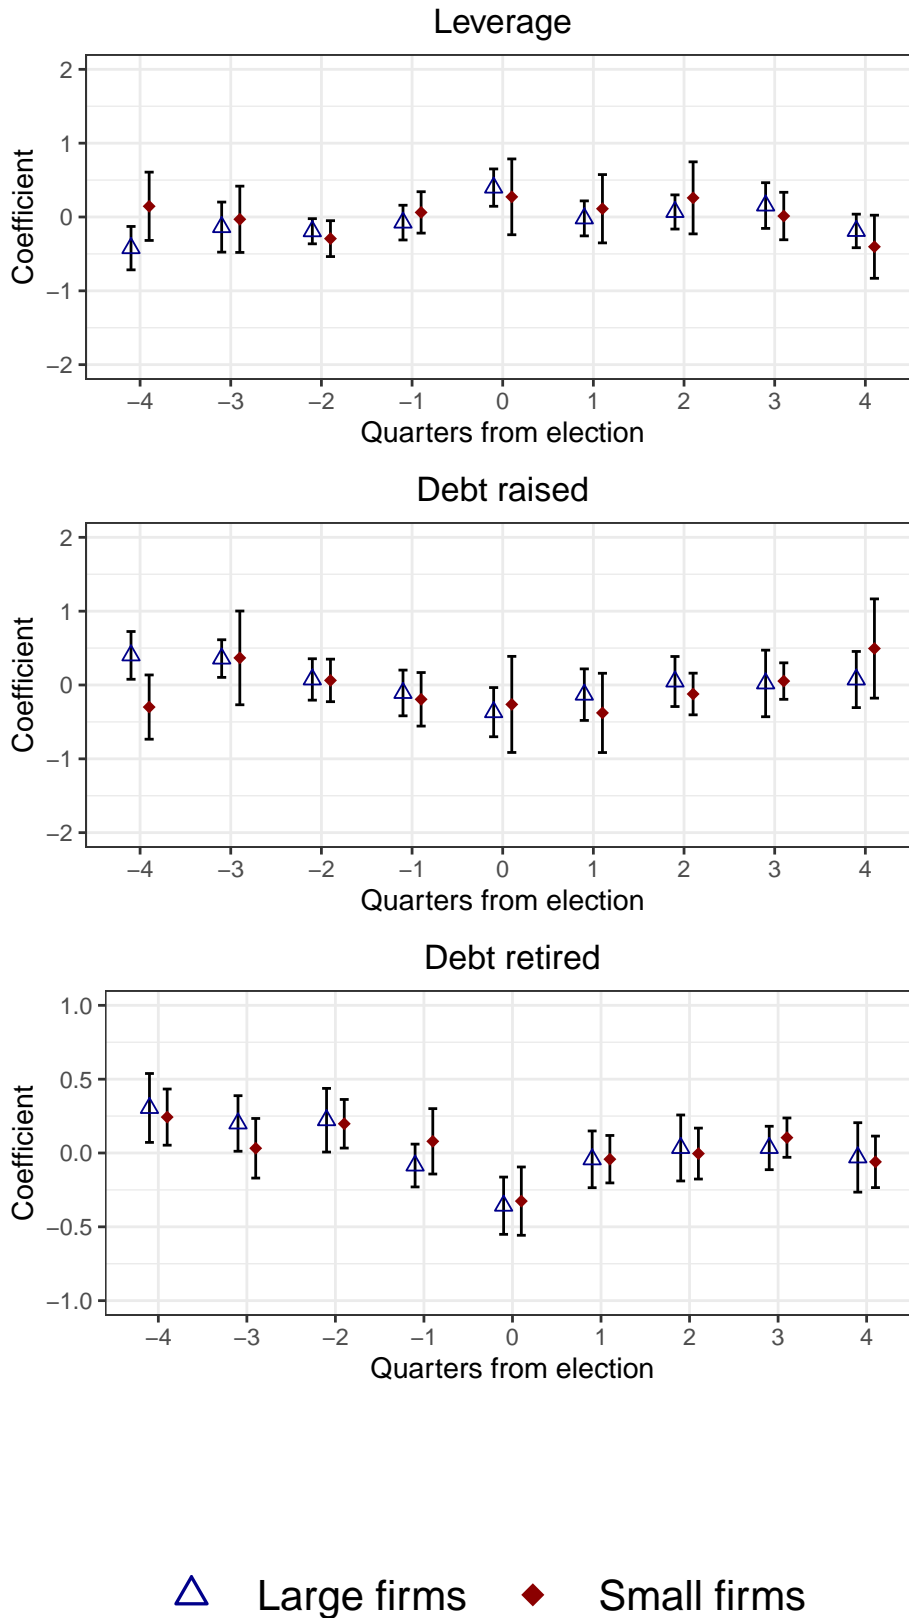 Leverage
2
1
0
−1
−2
Coefficient
−4 −3 −2 −1 0 1 2 3 4
Quarters from election
Debt raised
2
1
0
−1
−2
Coefficient
−4 −3 −2 −1 0 1 2 3 4
Quarters from election
Debt retired
1.0
0.5
0.0
−0.5
−1.0
Coefficient
−4 −3 −2 −1 0 1 2 3 4
Quarters from election
Large firms Small firms